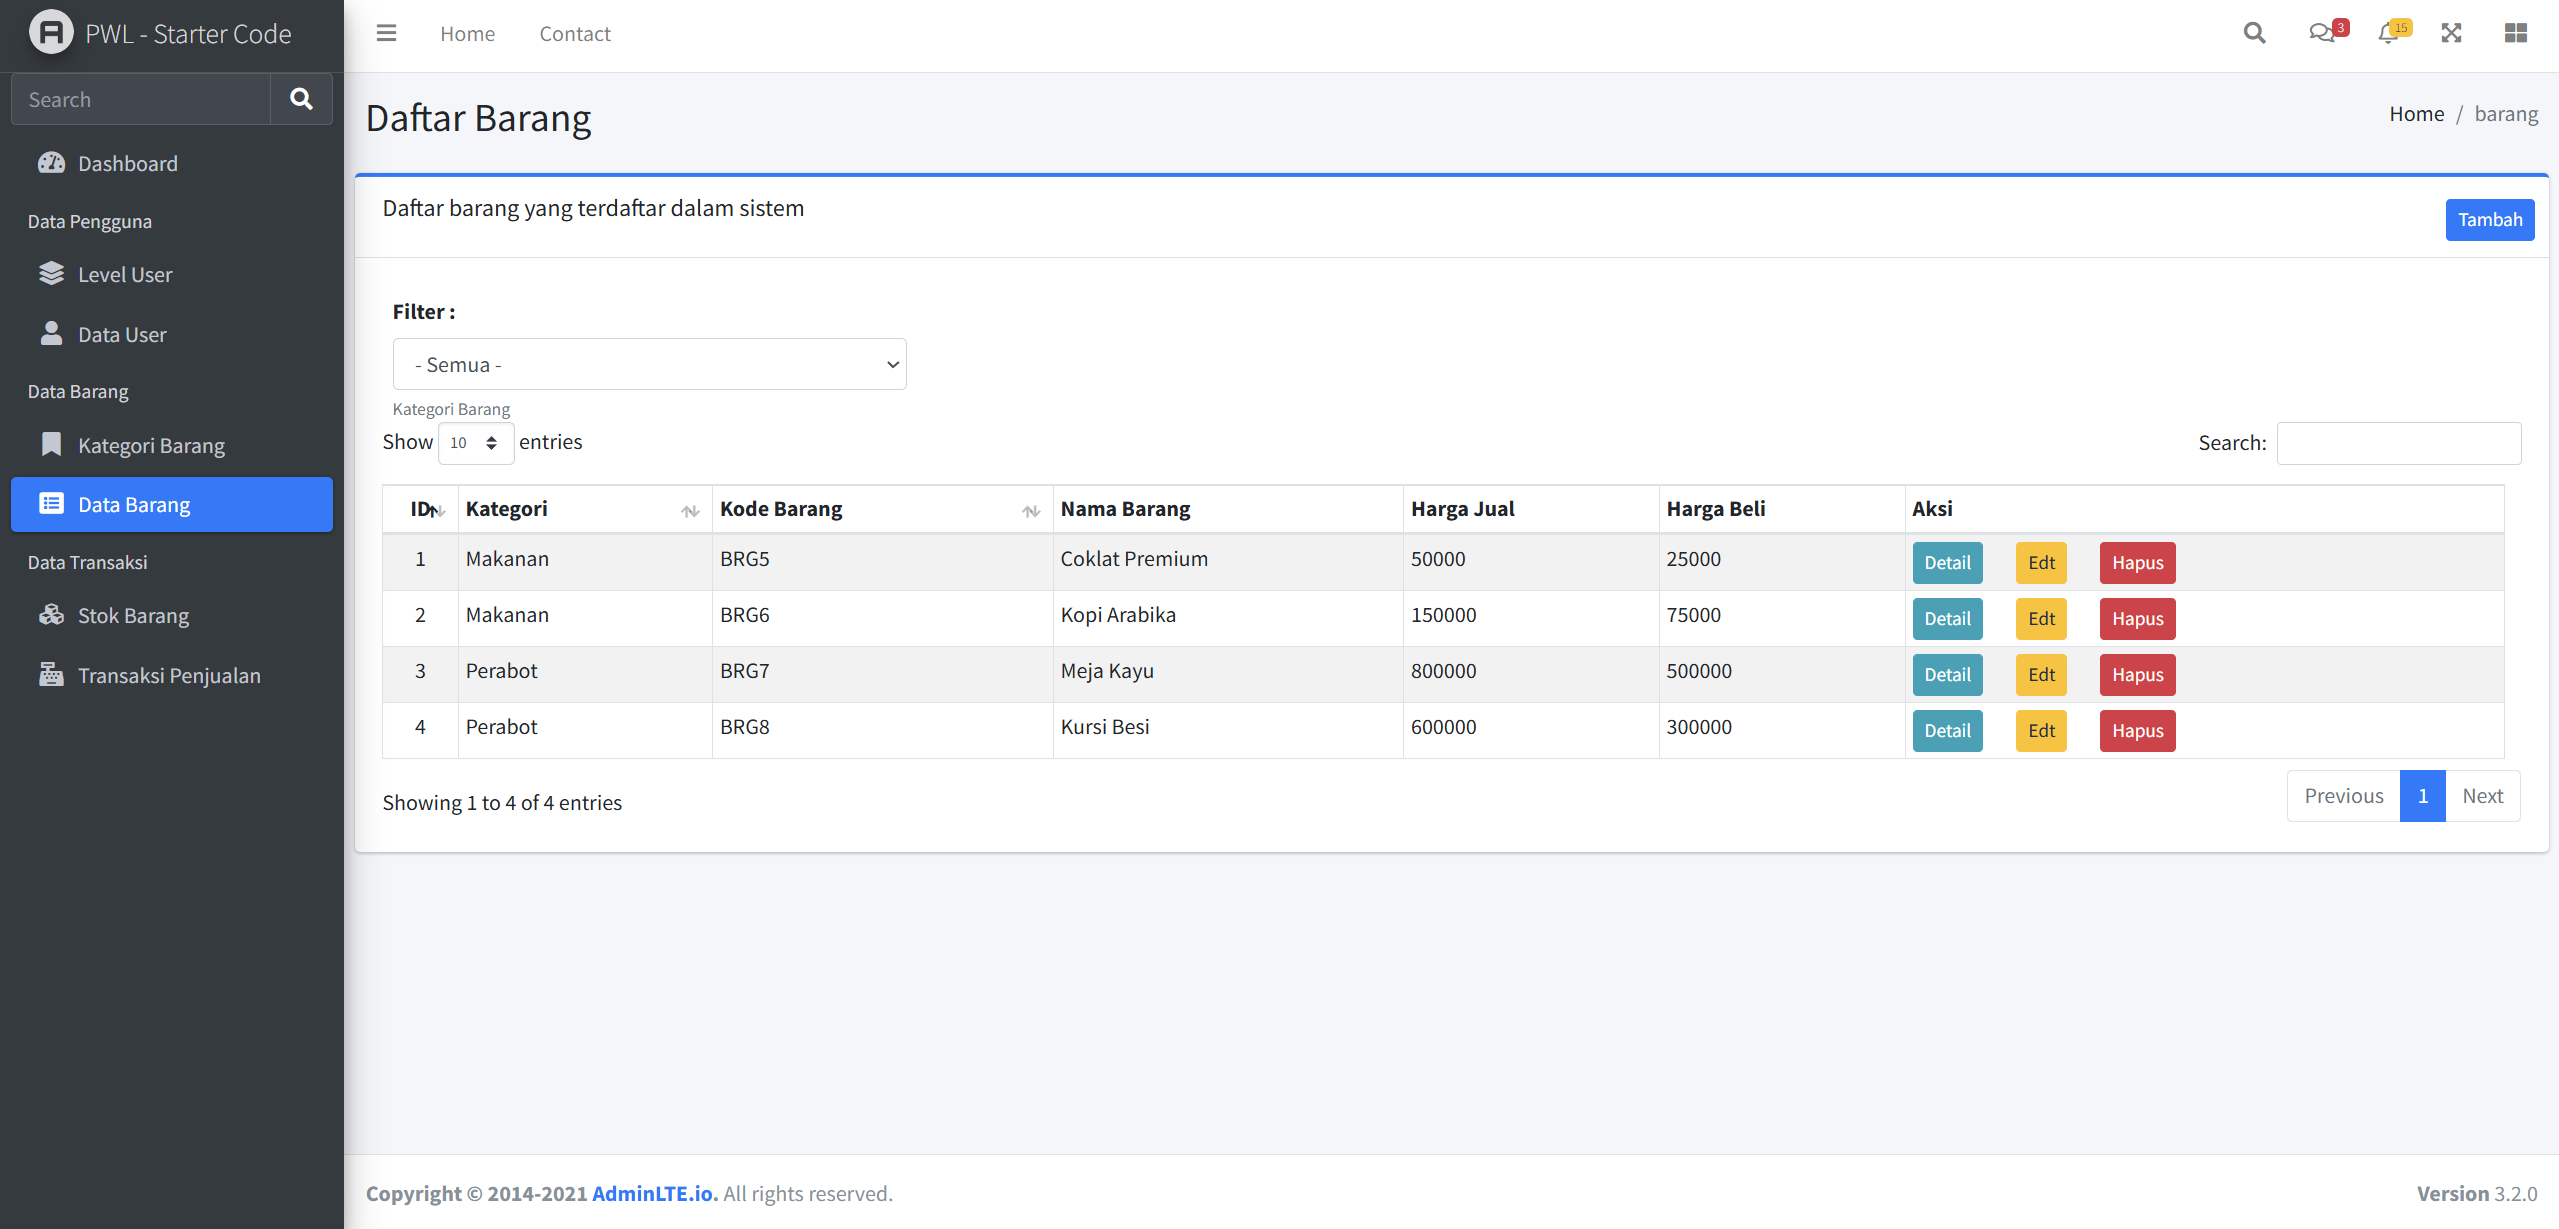 PWL - Starter Code
Home
Contact
3
15
Search
Dashboard
Data Pengguna
Level User
Data User
Data Barang
Kategori Barang
Data Barang
Data Transaksi
Stok Barang
Transaksi Penjualan
Daftar Barang
Home / barang
Daftar barang yang terdaftar dalam sistem
Tambah
Filter :
- Semua -
Kategori Barang
Show 10 entries
Search:
ID Kategori Kode Barang Nama Barang Harga Jual Harga Beli Aksi
1 Makanan BRG5 Coklat Premium 50000 25000 Detail Edt Hapus
2 Makanan BRG6 Kopi Arabika 150000 75000 Detail Edt Hapus
3 Perabot BRG7 Meja Kayu 800000 500000 Detail Edt Hapus
4 Perabot BRG8 Kursi Besi 600000 300000 Detail Edt Hapus
Showing 1 to 4 of 4 entries
Previous 1 Next
Copyright © 2014-2021 AdminLTE.io. All rights reserved.
Version 3.2.0